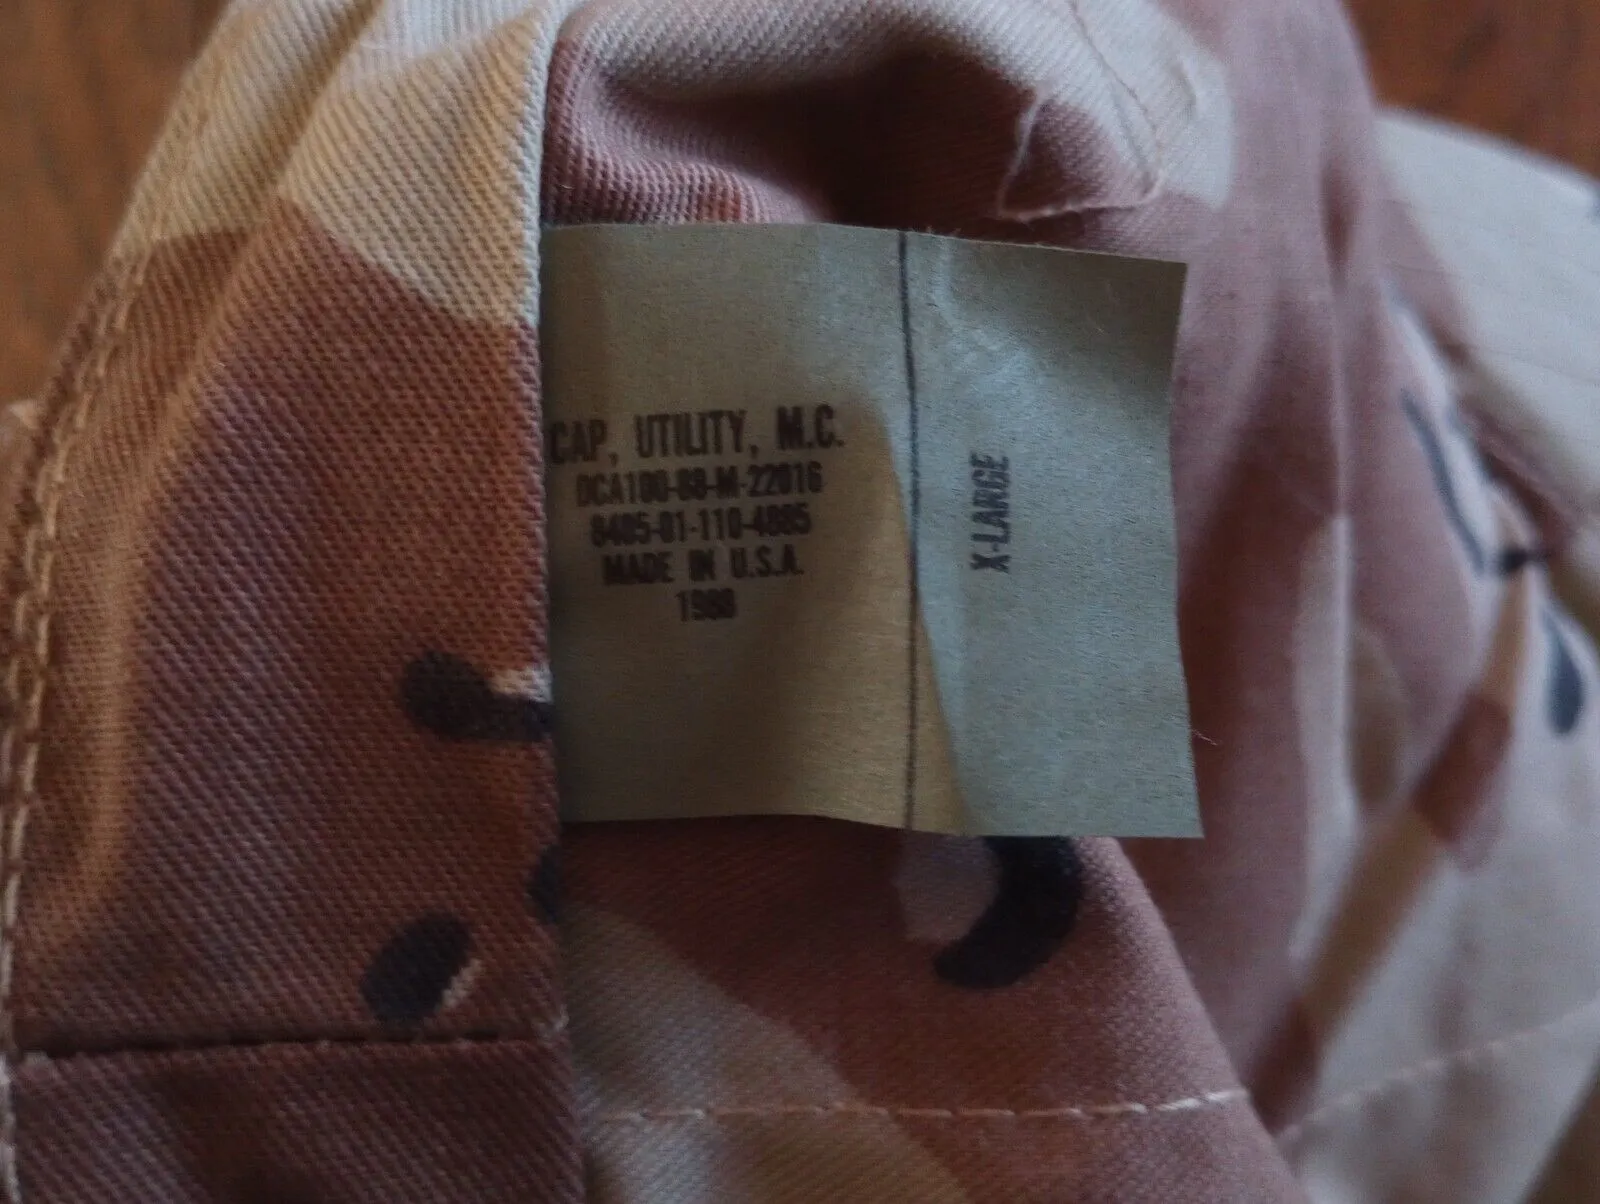 CAP, UTILITY, M.C.
DCA100-88-M-22016
8405-01-110-4885
MADE IN U.S.A.
1988
X-LARGE